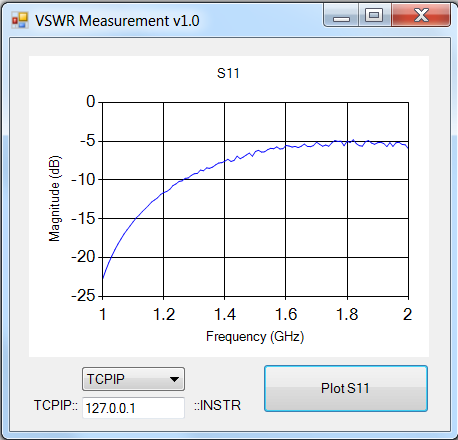 VSWR Measurement v1.0
S11
Magnitude (dB)
0
-5
-10
-15
-20
-25
1 1.2 1.4 1.6 1.8 2
Frequency (GHz)
TCPIP
TCPIP:: 127.0.0.1 ::INSTR
Plot S11